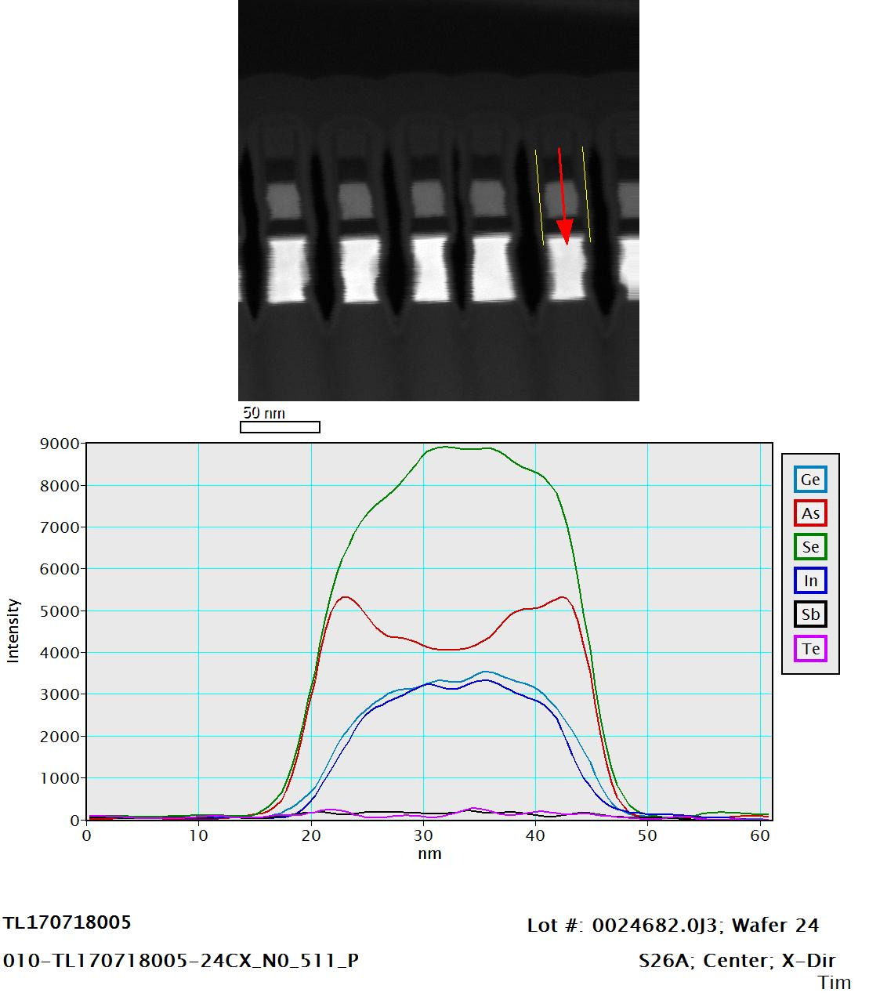 50 nm
9000
8000
7000
6000
5000
4000
3000
2000
1000
0
Intensity
0 10 20 30 40 50 60
nm
Ge
As
Se
In
Sb
Te
TL170718005
Lot #: 0024682.0J3; Wafer 24
010-TL170718005-24CX_N0_511_P
S26A; Center; X-Dir
Tim